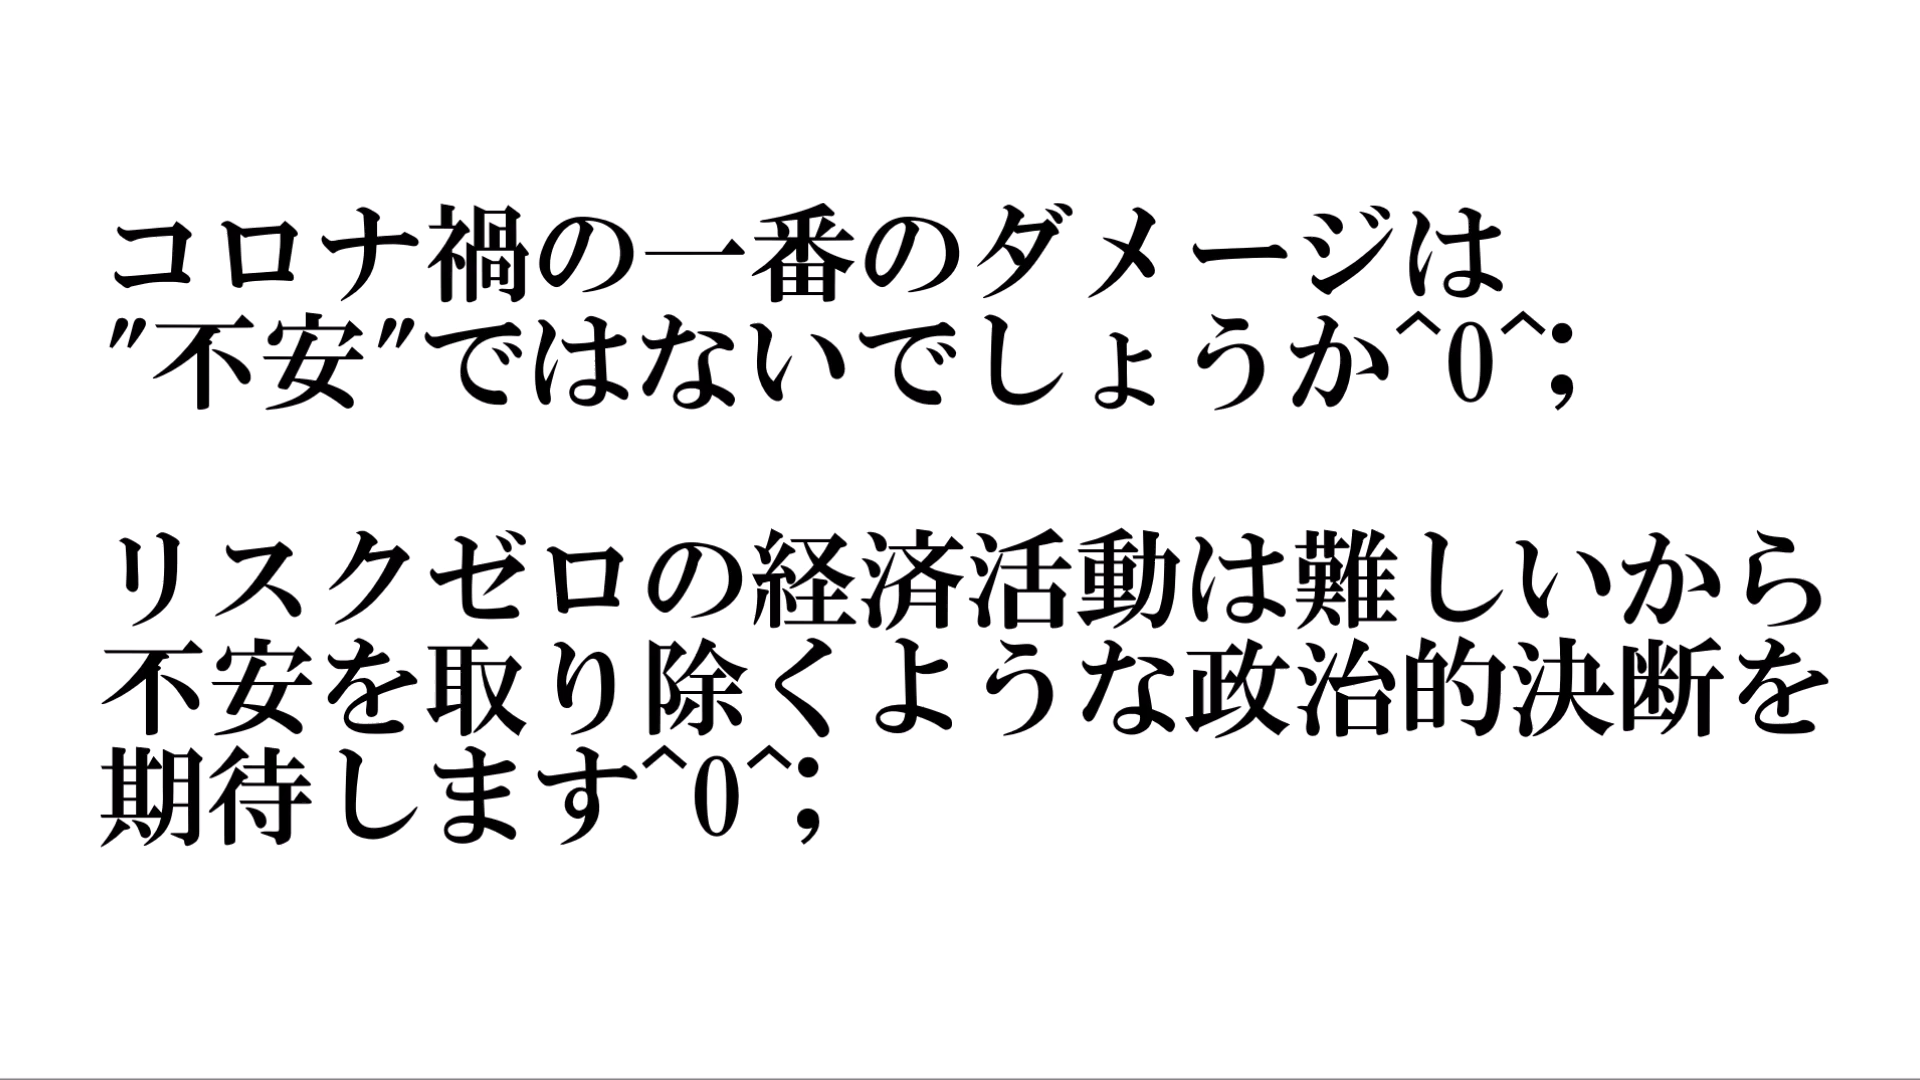 コロナ禍の一番のダメージは
"不安"ではないでしょうか^0^;
リスクゼロの経済活動は難しいから
不安を取り除くような政治的決断を
期待します^0^;